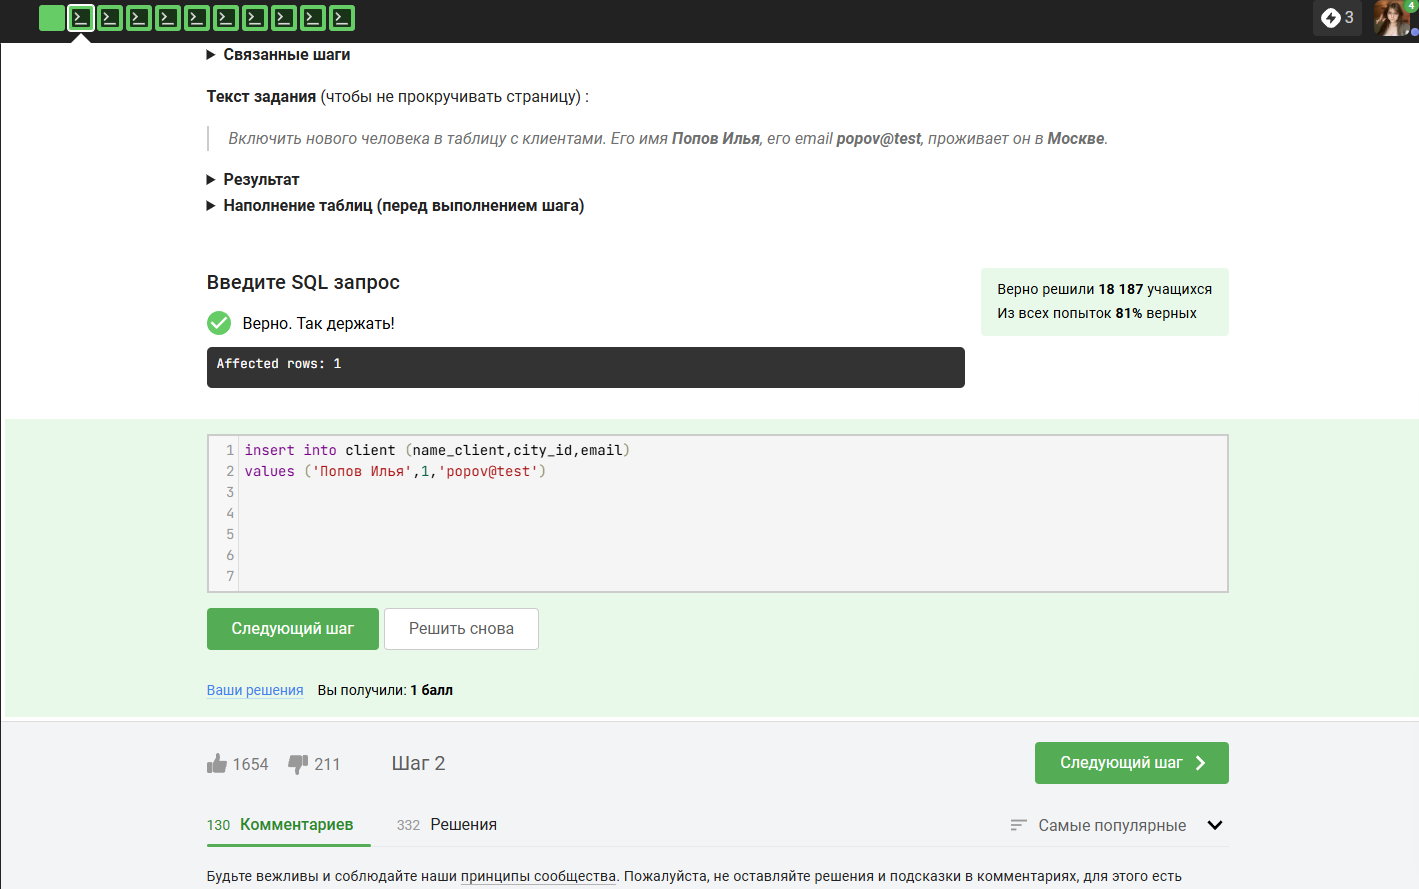 3
4
Связанные шаги
Текст задания (чтобы не прокручивать страницу) :
Включить нового человека в таблицу с клиентами. Его имя Попов Илья, его email popov@test, проживает он в Москве.
Результат
Наполнение таблиц (перед выполнением шага)
Введите SQL запрос
Верно решили 18 187 учащихся
Из всех попыток 81% верных
Верно. Так держать!
Affected rows: 1
1 insert into client (name_client,city_id,email)
2 values ('Попов Илья',1,'popov@test')
3
4
5
6
7
Следующий шаг Решить снова
Ваши решения Вы получили: 1 балл
1654 211 Шаг 2 Следующий шаг
130 Комментариев 332 Решения Самые популярные
Будьте вежливы и соблюдайте наши принципы сообщества. Пожалуйста, не оставляйте решения и подсказки в комментариях, для этого есть